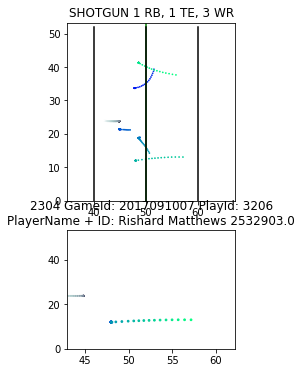 SHOTGUN 1 RB, 1 TE, 3 WR
50
40
30
20
10
0
40 50 60
2304 GameId: 2017091007 PlayId: 3206
PlayerName + ID: Rishard Matthews 2532903.0
40
20
0
45 50 55 60